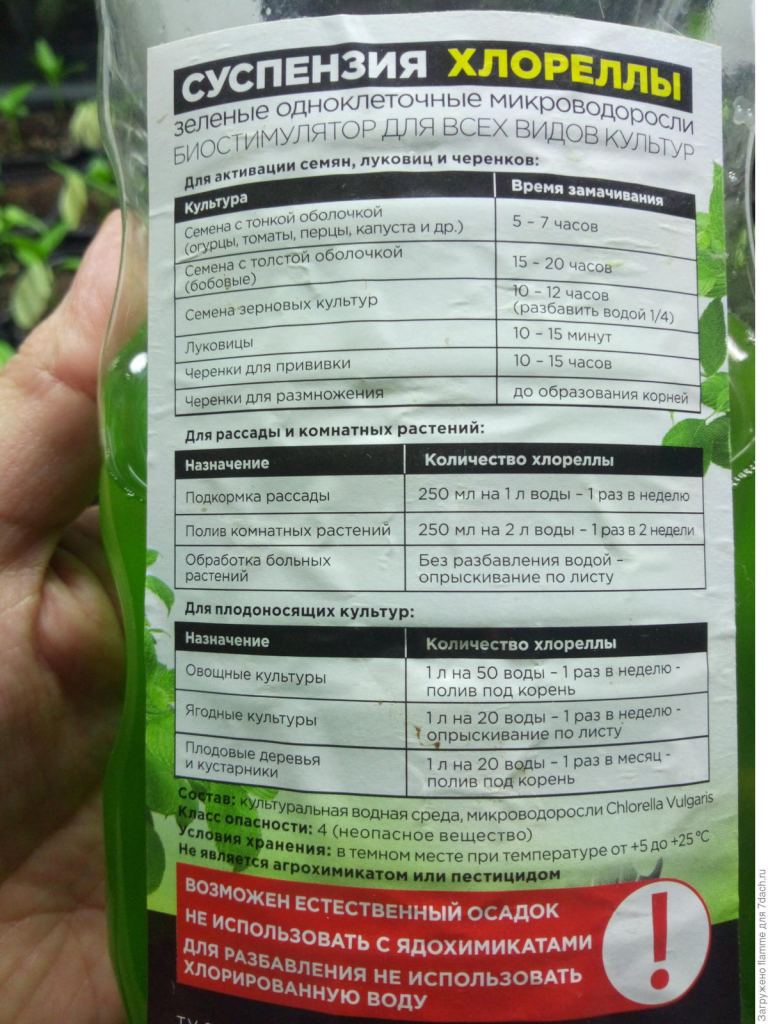 СУСПЕНЗИЯ ХЛОРЕЛЛЫ
зеленые одноклеточные микроводоросли
БИОСТИМУЛЯТОР ДЛЯ ВСЕХ ВИДОВ КУЛЬТУР
Для активации семян, луковиц и черенков:
Культура Время замачивания
Семена с тонкой оболочкой
(огурцы, томаты, перцы, капуста и др.) 5 – 7 часов
Семена с толстой оболочкой
(бобовые) 15 – 20 часов
Семена зерновых культур 10 – 12 часов
(разбавить водой 1/4)
Луковицы 10 – 15 минут
Черенки для прививки 10 – 15 часов
Черенки для размножения до образования корней
Для рассады и комнатных растений:
Назначение Количество хлореллы
Подкормка рассады 250 мл на 1 л воды – 1 раз в неделю
Полив комнатных растений 250 мл на 2 л воды – 1 раз в 2 недели
Обработка больных Без разбавления водой –
растений опрыскивание по листу
Для плодоносящих культур:
Назначение Количество хлореллы
Овощные культуры 1 л на 50 воды – 1 раз в неделю -
полив под корень
Ягодные культуры 1 л на 20 воды – 1 раз в неделю -
опрыскивание по листу
Плодовые деревья 1 л на 20 воды – 1 раз в месяц -
и кустарники полив под корень
Состав: культуральная водная среда, микроводоросли Chlorella Vulgaris
Класс опасности: 4 (неопасное вещество)
Условия хранения: в темном месте при температуре от +5 до +25 °С
Не является агрохимикатом или пестицидом
ВОЗМОЖЕН ЕСТЕСТВЕННЫЙ ОСАДОК
НЕ ИСПОЛЬЗОВАТЬ С ЯДОХИМИКАТАМИ
ДЛЯ РАЗБАВЛЕНИЯ НЕ ИСПОЛЬЗОВАТЬ
ХЛОРИРОВАННУЮ ВОДУ
!
Загружено flamme для 7dach.ru